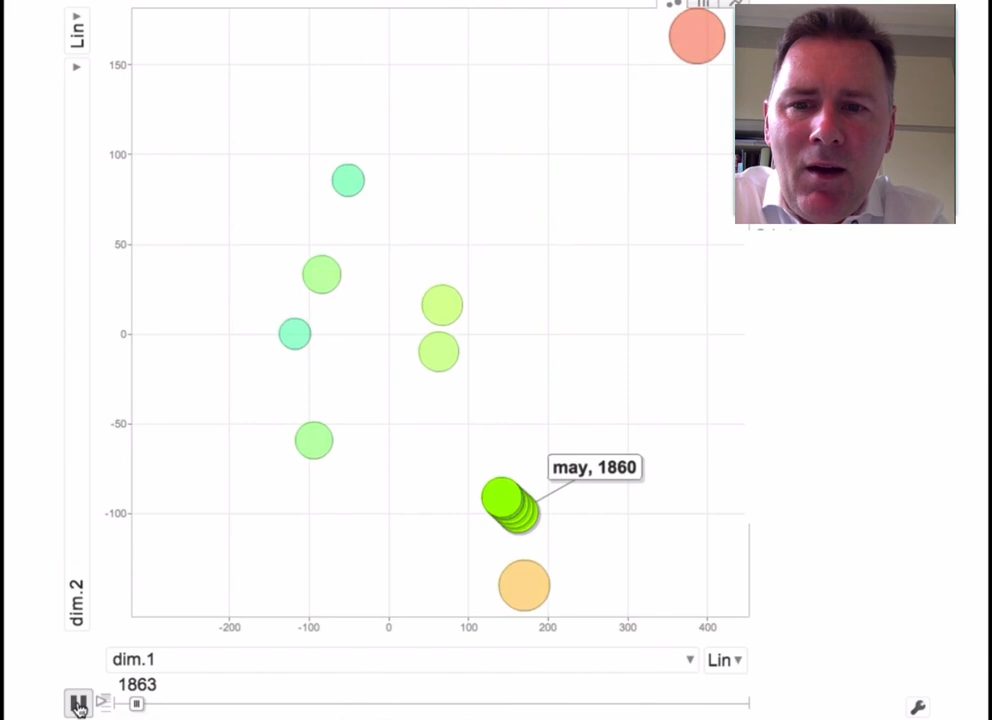 Lin
150
100
50
0
-50
may, 1860
-100
dim.2
-200 -100 0 100 200 300 400
dim.1 Lin
1863